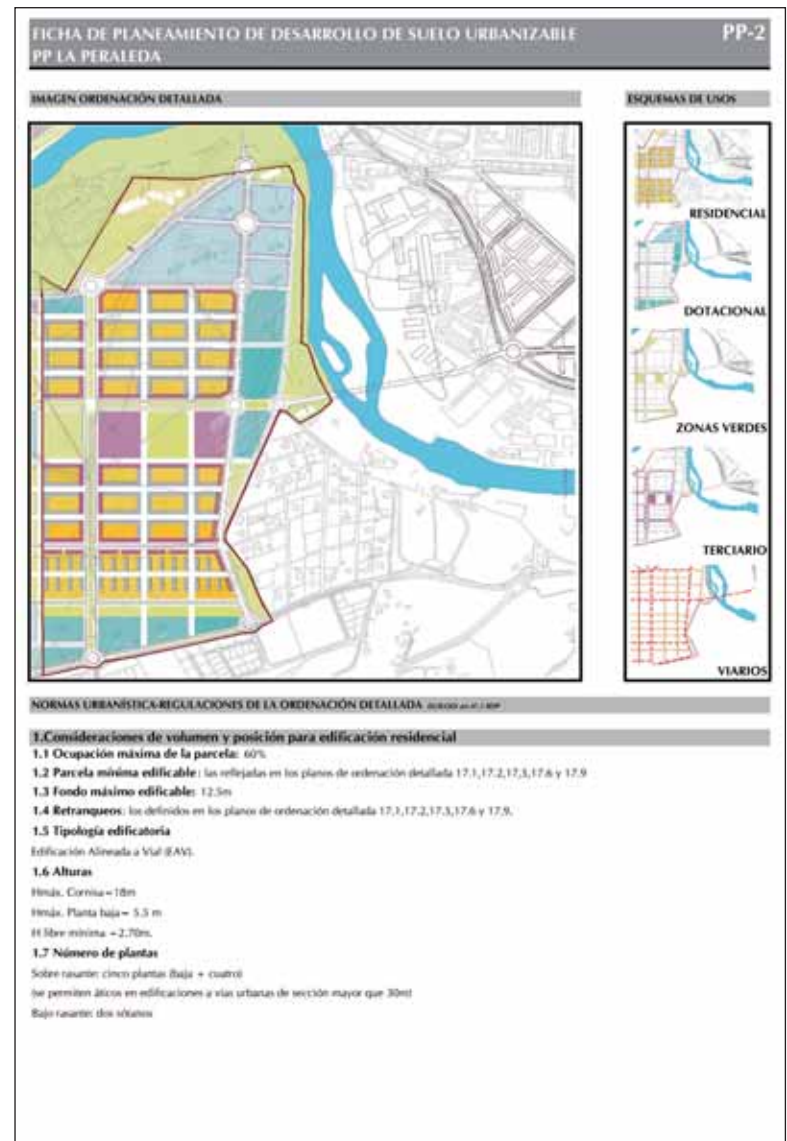 FICHA DE PLANEAMIENTO DE DESARROLLO DE SUELO URBANIZABLE
PP LA PERALEDA
PP-2
IMAGEN ORDENACIÓN DETALLADA
ESQUEMAS DE USOS
RESIDENCIAL
DOTACIONAL
ZONAS VERDES
TERCIARIO
VIARIOS
NORMAS URBANÍSTICA-REGULACIONES DE LA ORDENACIÓN DETALLADA
1.Consideraciones de volumen y posición para edificación residencial
1.1 Ocupación máxima de la parcela: 60%
1.2 Parcela mínima edificable: las reflejadas en los planos de ordenación detallada 17.1,17.2,17.3,17.6 y 17.9
1.3 Fondo máximo edificable: 12.5m
1.4 Retranqueos: los definidos en los planos de ordenación detallada 17.1,17.2,17.3,17.6 y 17.9.
1.5 Tipología edificatoria
Edificación Alineada a Vial (EAV).
1.6 Alturas
Hmáx. Cornisa=18m
Hmáx. Planta baja= 5.5 m
H libre mínima =2.70m.
1.7 Número de plantas
Sobre rasante: cinco plantas (baja + cuatro)
(se permiten áticos en edificaciones a vías urbanas de sección mayor que 30m)
Bajo rasante: dos sótanos